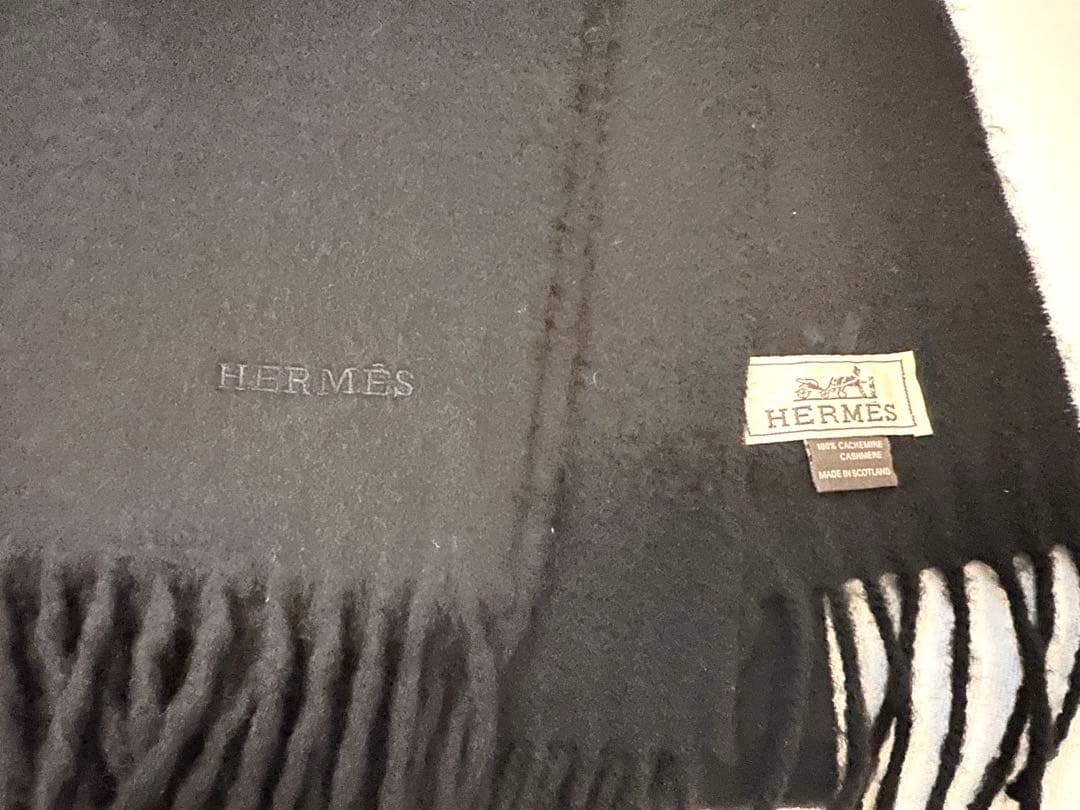 HERMÈS
HERMÈS
100% CACHEMIRE
CASHMERE
MADE IN SCOTLAND